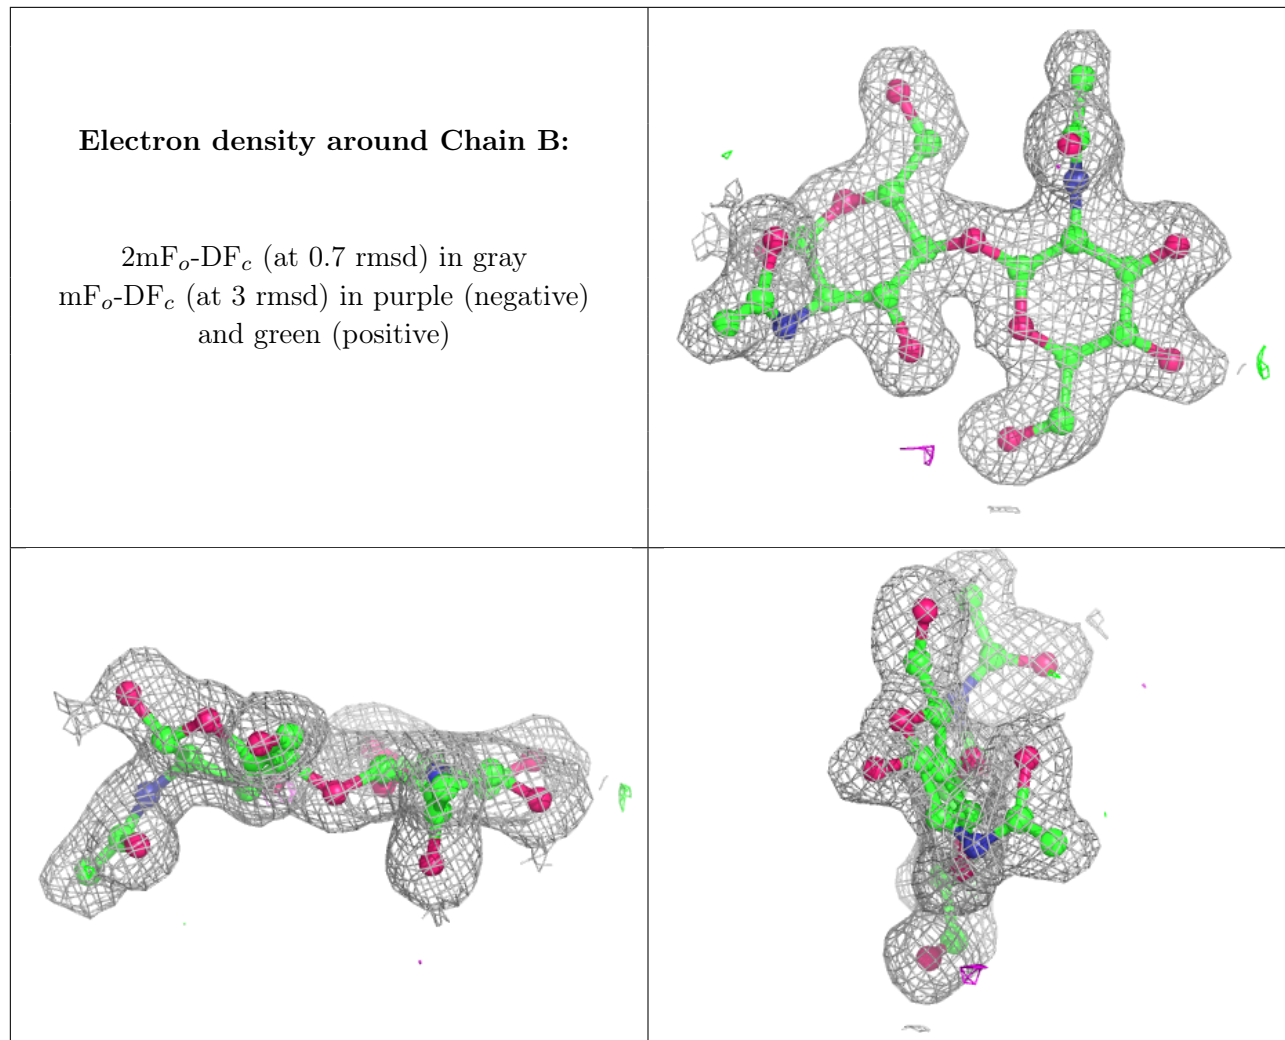 Electron density around Chain B:
2mFo-DFc (at 0.7 rmsd) in gray
mFo-DFc (at 3 rmsd) in purple (negative)
and green (positive)